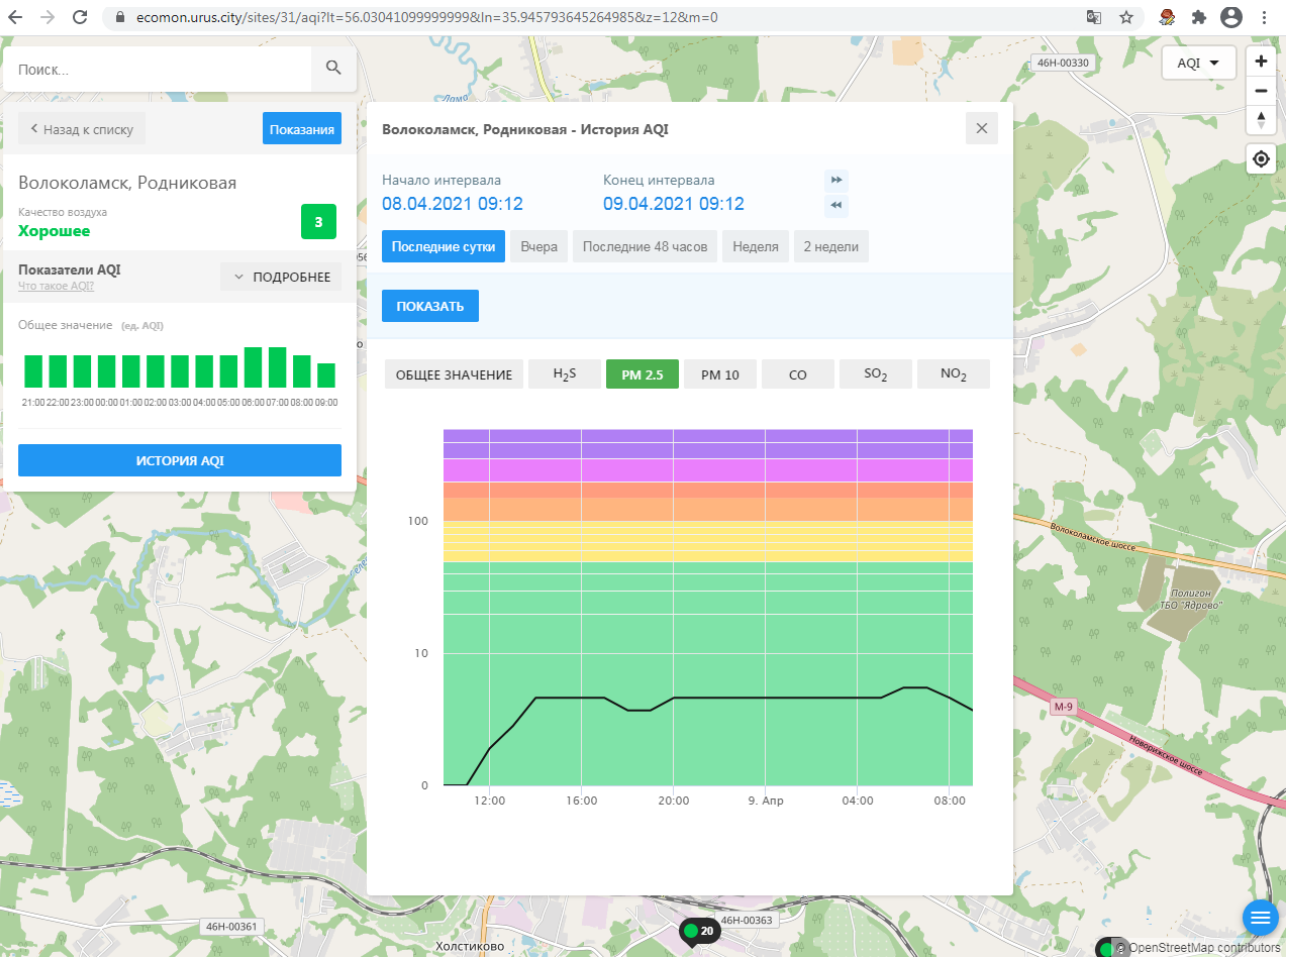 ecomon.urus.city/sites/31/aqi?lt=56.03041099999999&ln=35.945793645264985&z=12&m=0
Поиск...
Назад к списку
Показания
Волоколамск, Родниковая
Качество воздуха
Хорошее
3
Показатели AQI
Что такое AQI?
ПОДРОБНЕЕ
Общее значение (ед. AQI)
21:00 22:00 23:00 00:00 01:00 02:00 03:00 04:00 05:00 06:00 07:00 08:00 09:00
ИСТОРИЯ AQI
Волоколамск, Родниковая - История AQI
Начало интервала
Конец интервала
08.04.2021 09:12
09.04.2021 09:12
Последние сутки
Вчера
Последние 48 часов
Неделя
2 недели
ПОКАЗАТЬ
ОБЩЕЕ ЗНАЧЕНИЕ
H2S
PM 2.5
PM 10
CO
SO2
NO2
100
10
0
12:00
16:00
20:00
9. Апр
04:00
08:00
46Н-00330
AQI
Лама
Волоколамское шоссе
Полигон
ТБО "Ядрово"
М-9
Новорижское шоссе
46Н-00361
46Н-00363
20
Холстиково
© OpenStreetMap contributors